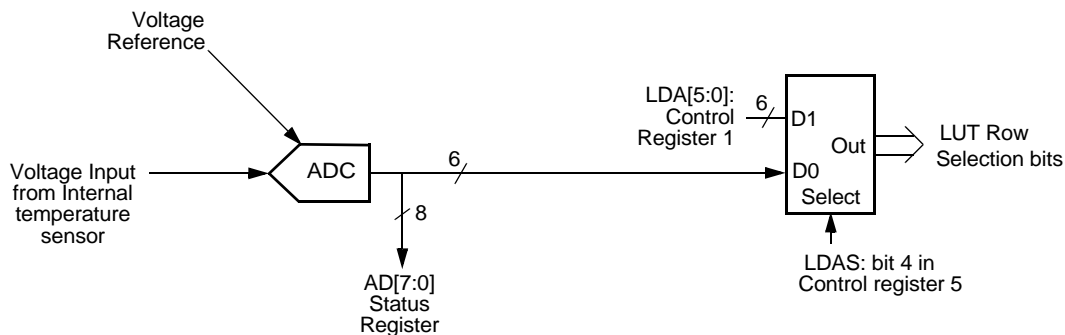 Voltage
Reference
Voltage Input
from Internal
temperature
sensor
ADC
6
8
AD[7:0]
Status
Register
LDA[5:0]:
Control
Register 1
6
D1
Out
D0
Select
LUT Row
Selection bits
LDAS: bit 4 in
Control register 5